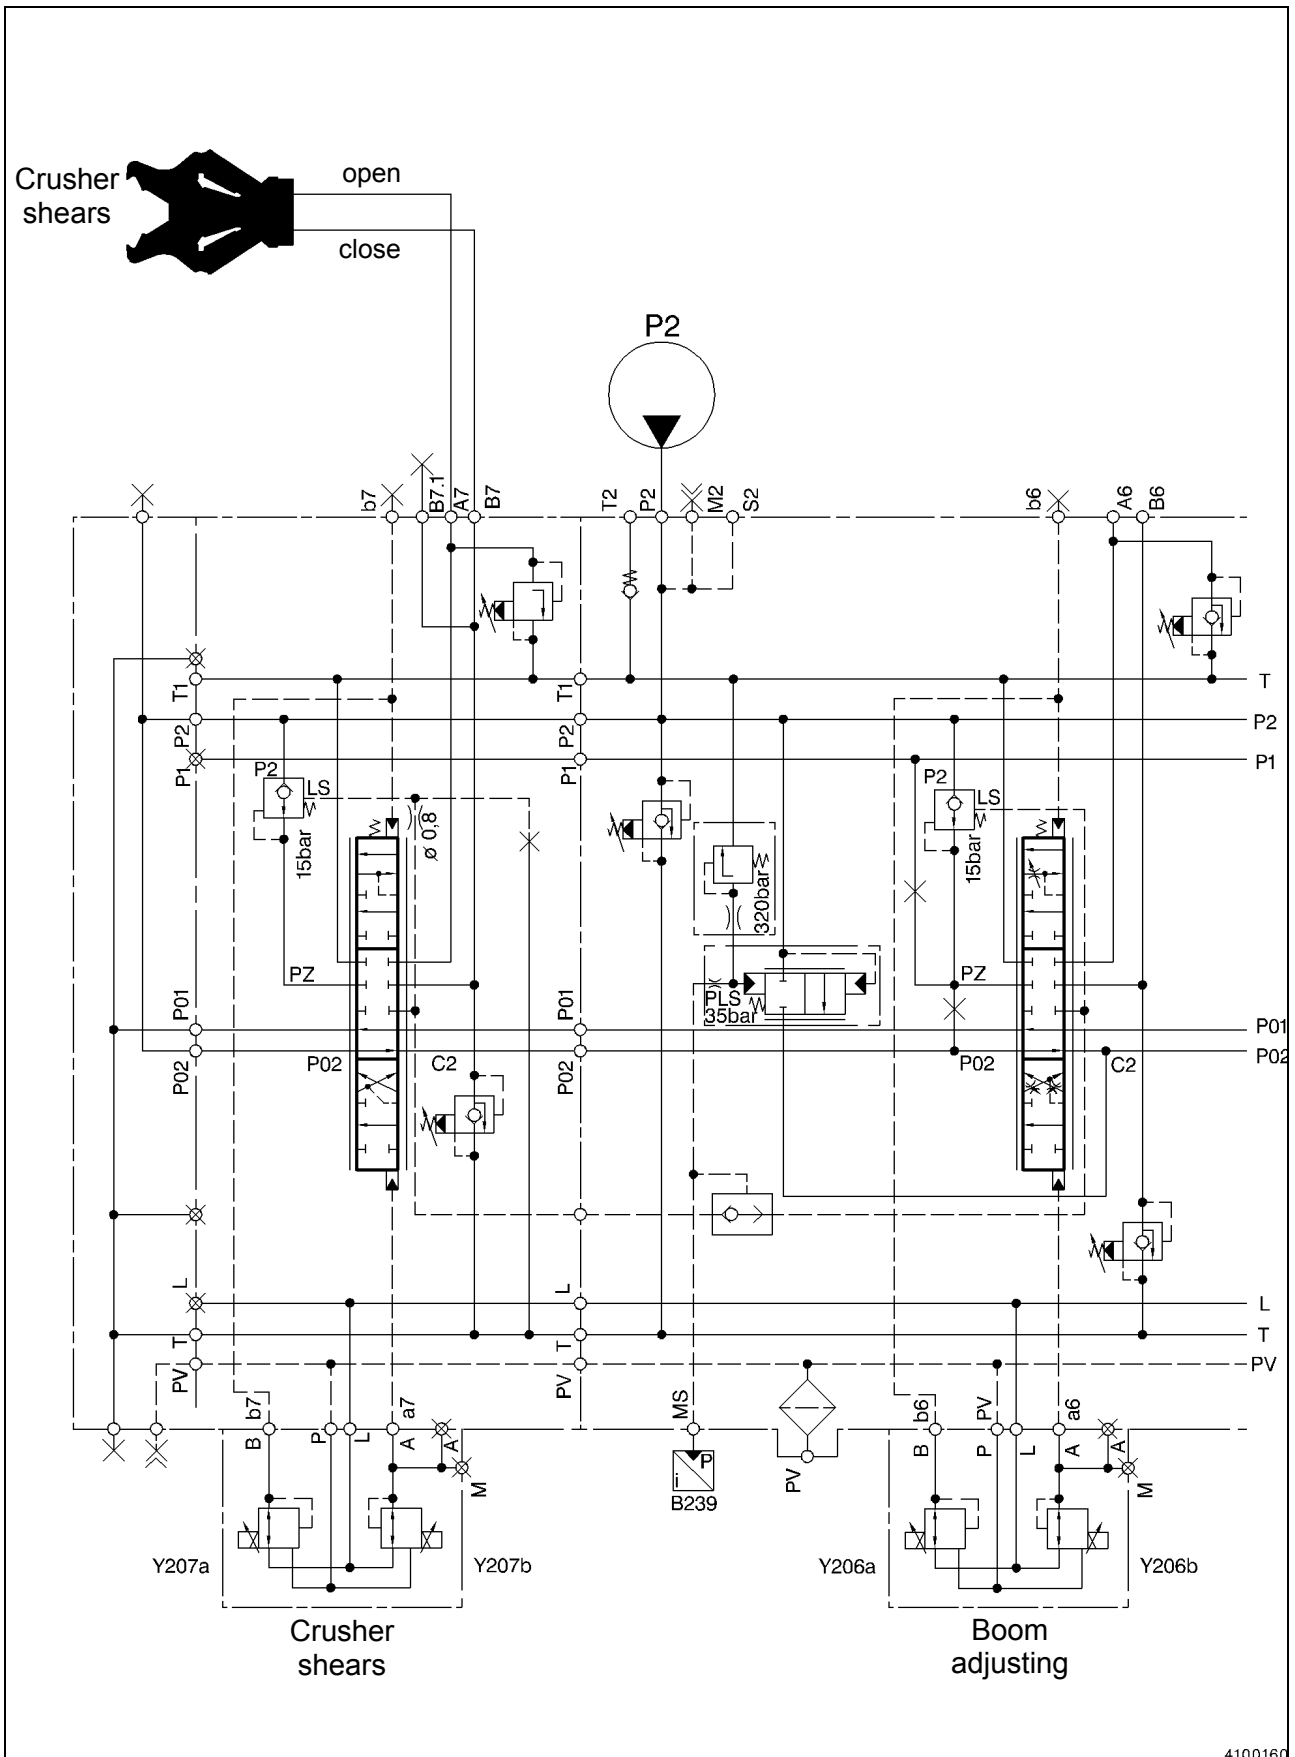 Crusher
shears
open
close
P2
b7
B7.1
A7
B7
T2
P2
M2
S2
b6
A6
B6
T1
T1
T
P2
P2
P2
P1
P1
P1
P2
LS
15bar
ø 0,8
320bar
P2
LS
15bar
PZ
PLS
35bar
PZ
P01
P01
P01
P02
P02
C2
P02
P02
C2
P02
L
L
L
T
T
T
PV
PV
PV
b7
a7
MS
b6
PV
a6
B
P
L
A
A
M
P
i
B239
PV
B
P
L
A
A
M
Y207a
Y207b
Y206a
Y206b
Crusher
shears
Boom
adjusting
4100160